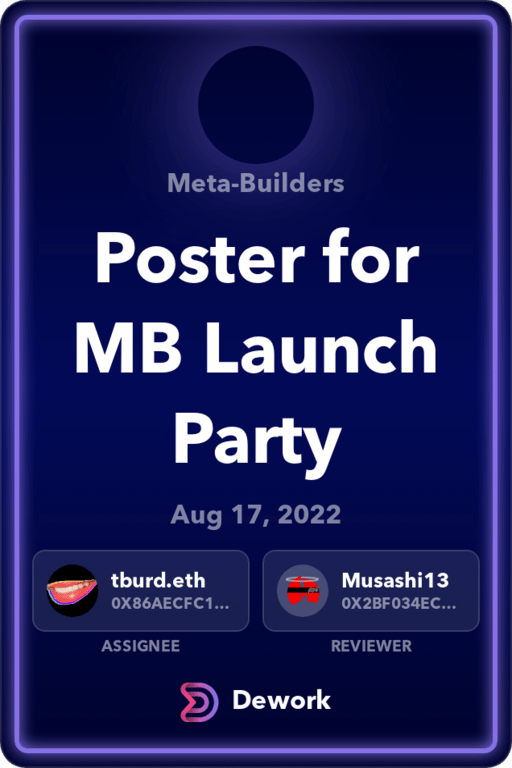 Meta-Builders
Poster for
MB Launch
Party
Aug 17, 2022
tburd.eth
0X86AECFC1...
ASSIGNEE
Musashi13
0X2BF034EC...
REVIEWER
Dework